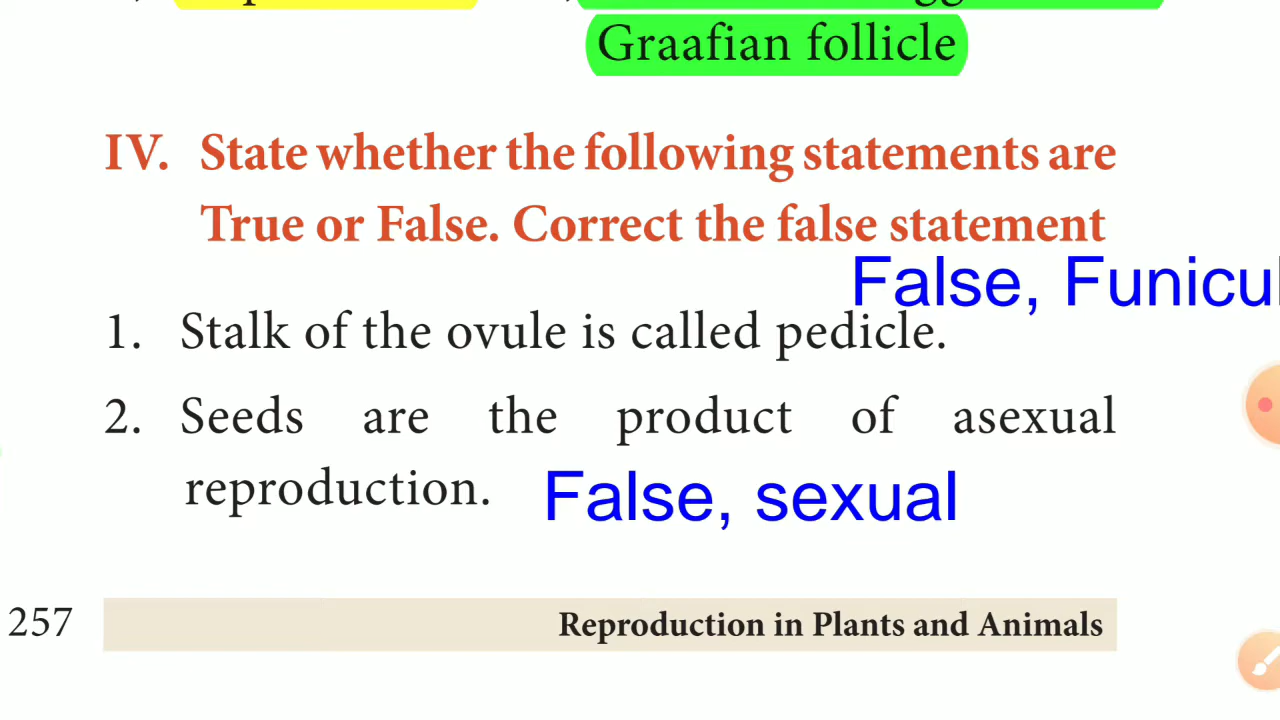 Graafian follicle
IV. State whether the following statements are
True or False. Correct the false statement
False, Funicul
1. Stalk of the ovule is called pedicle.
2. Seeds are the product of asexual
reproduction.
False, sexual
257
Reproduction in Plants and Animals